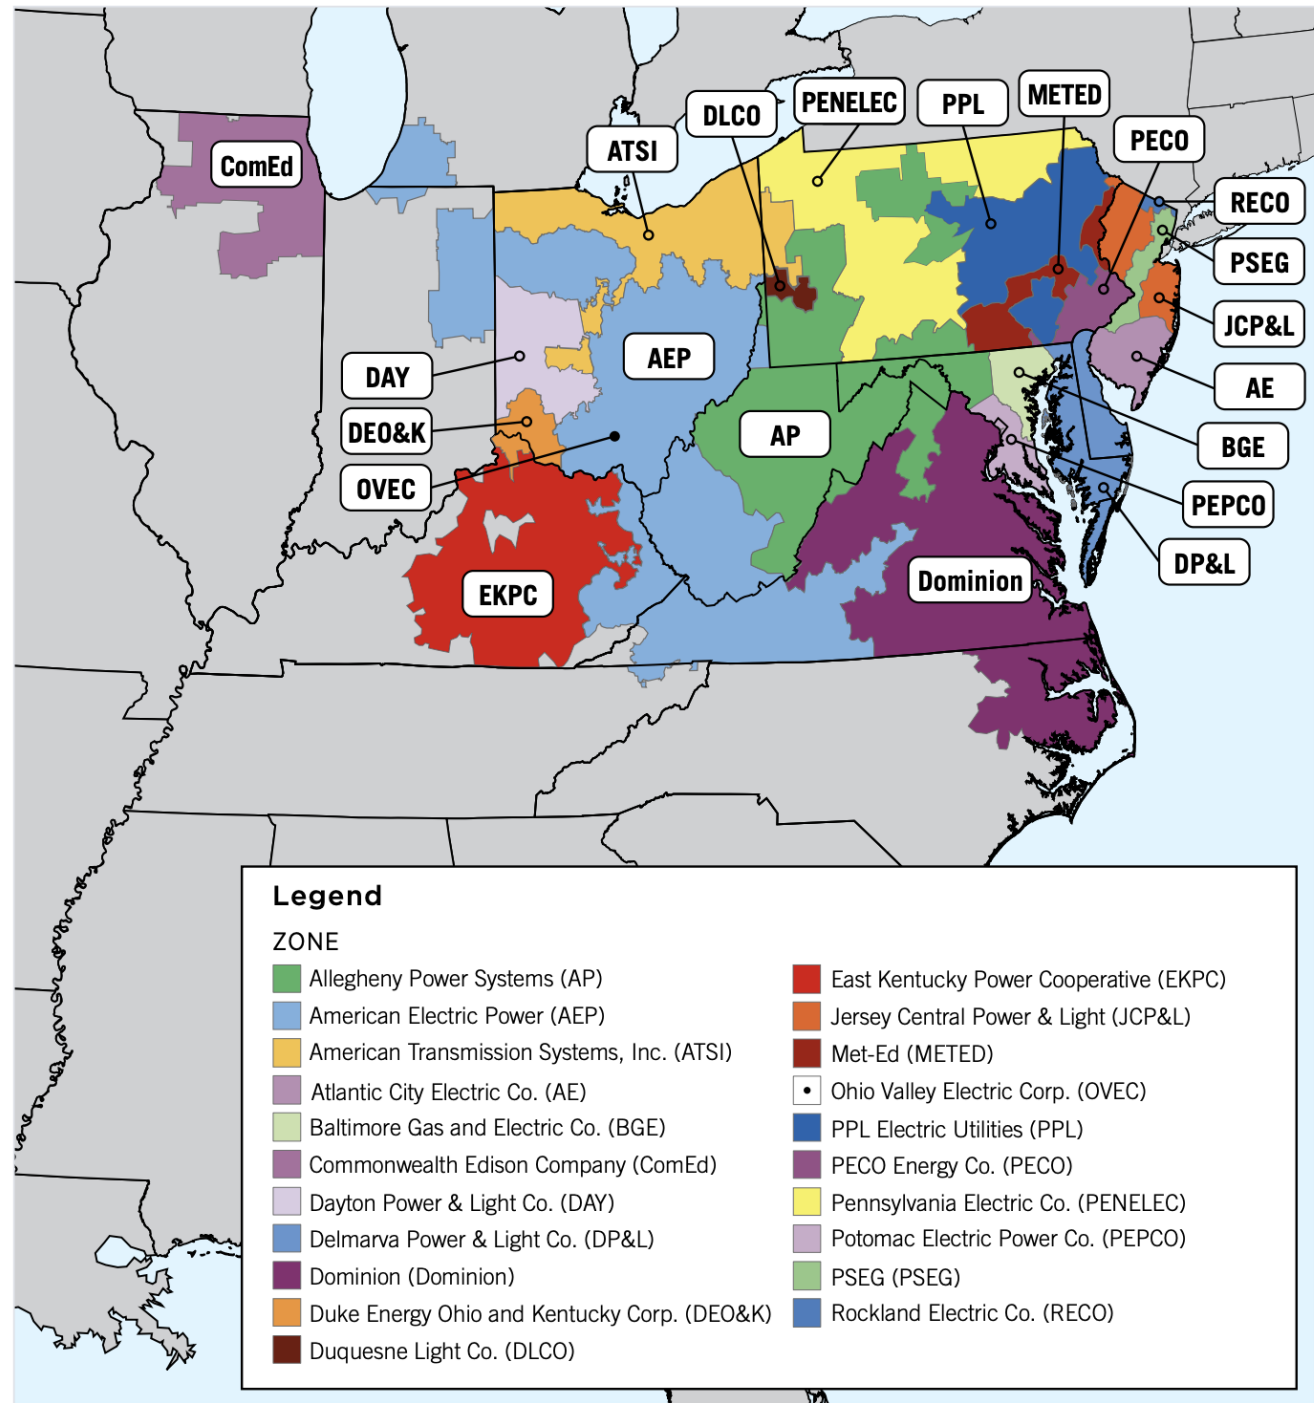 DLCO
PENELEC
PPL
METED
ATSI
PECO
ComEd
RECO
PSEG
JCP&L
DAY
AEP
AE
DEO&K
AP
BGE
OVEC
PEPCO
DP&L
EKPC
Dominion
Legend
ZONE
Allegheny Power Systems (AP)
American Electric Power (AEP)
American Transmission Systems, Inc. (ATSI)
Atlantic City Electric Co. (AE)
Baltimore Gas and Electric Co. (BGE)
Commonwealth Edison Company (ComEd)
Dayton Power & Light Co. (DAY)
Delmarva Power & Light Co. (DP&L)
Dominion (Dominion)
Duke Energy Ohio and Kentucky Corp. (DEO&K)
Duquesne Light Co. (DLCO)
East Kentucky Power Cooperative (EKPC)
Jersey Central Power & Light (JCP&L)
Met-Ed (METED)
Ohio Valley Electric Corp. (OVEC)
PPL Electric Utilities (PPL)
PECO Energy Co. (PECO)
Pennsylvania Electric Co. (PENELEC)
Potomac Electric Power Co. (PEPCO)
PSEG (PSEG)
Rockland Electric Co. (RECO)